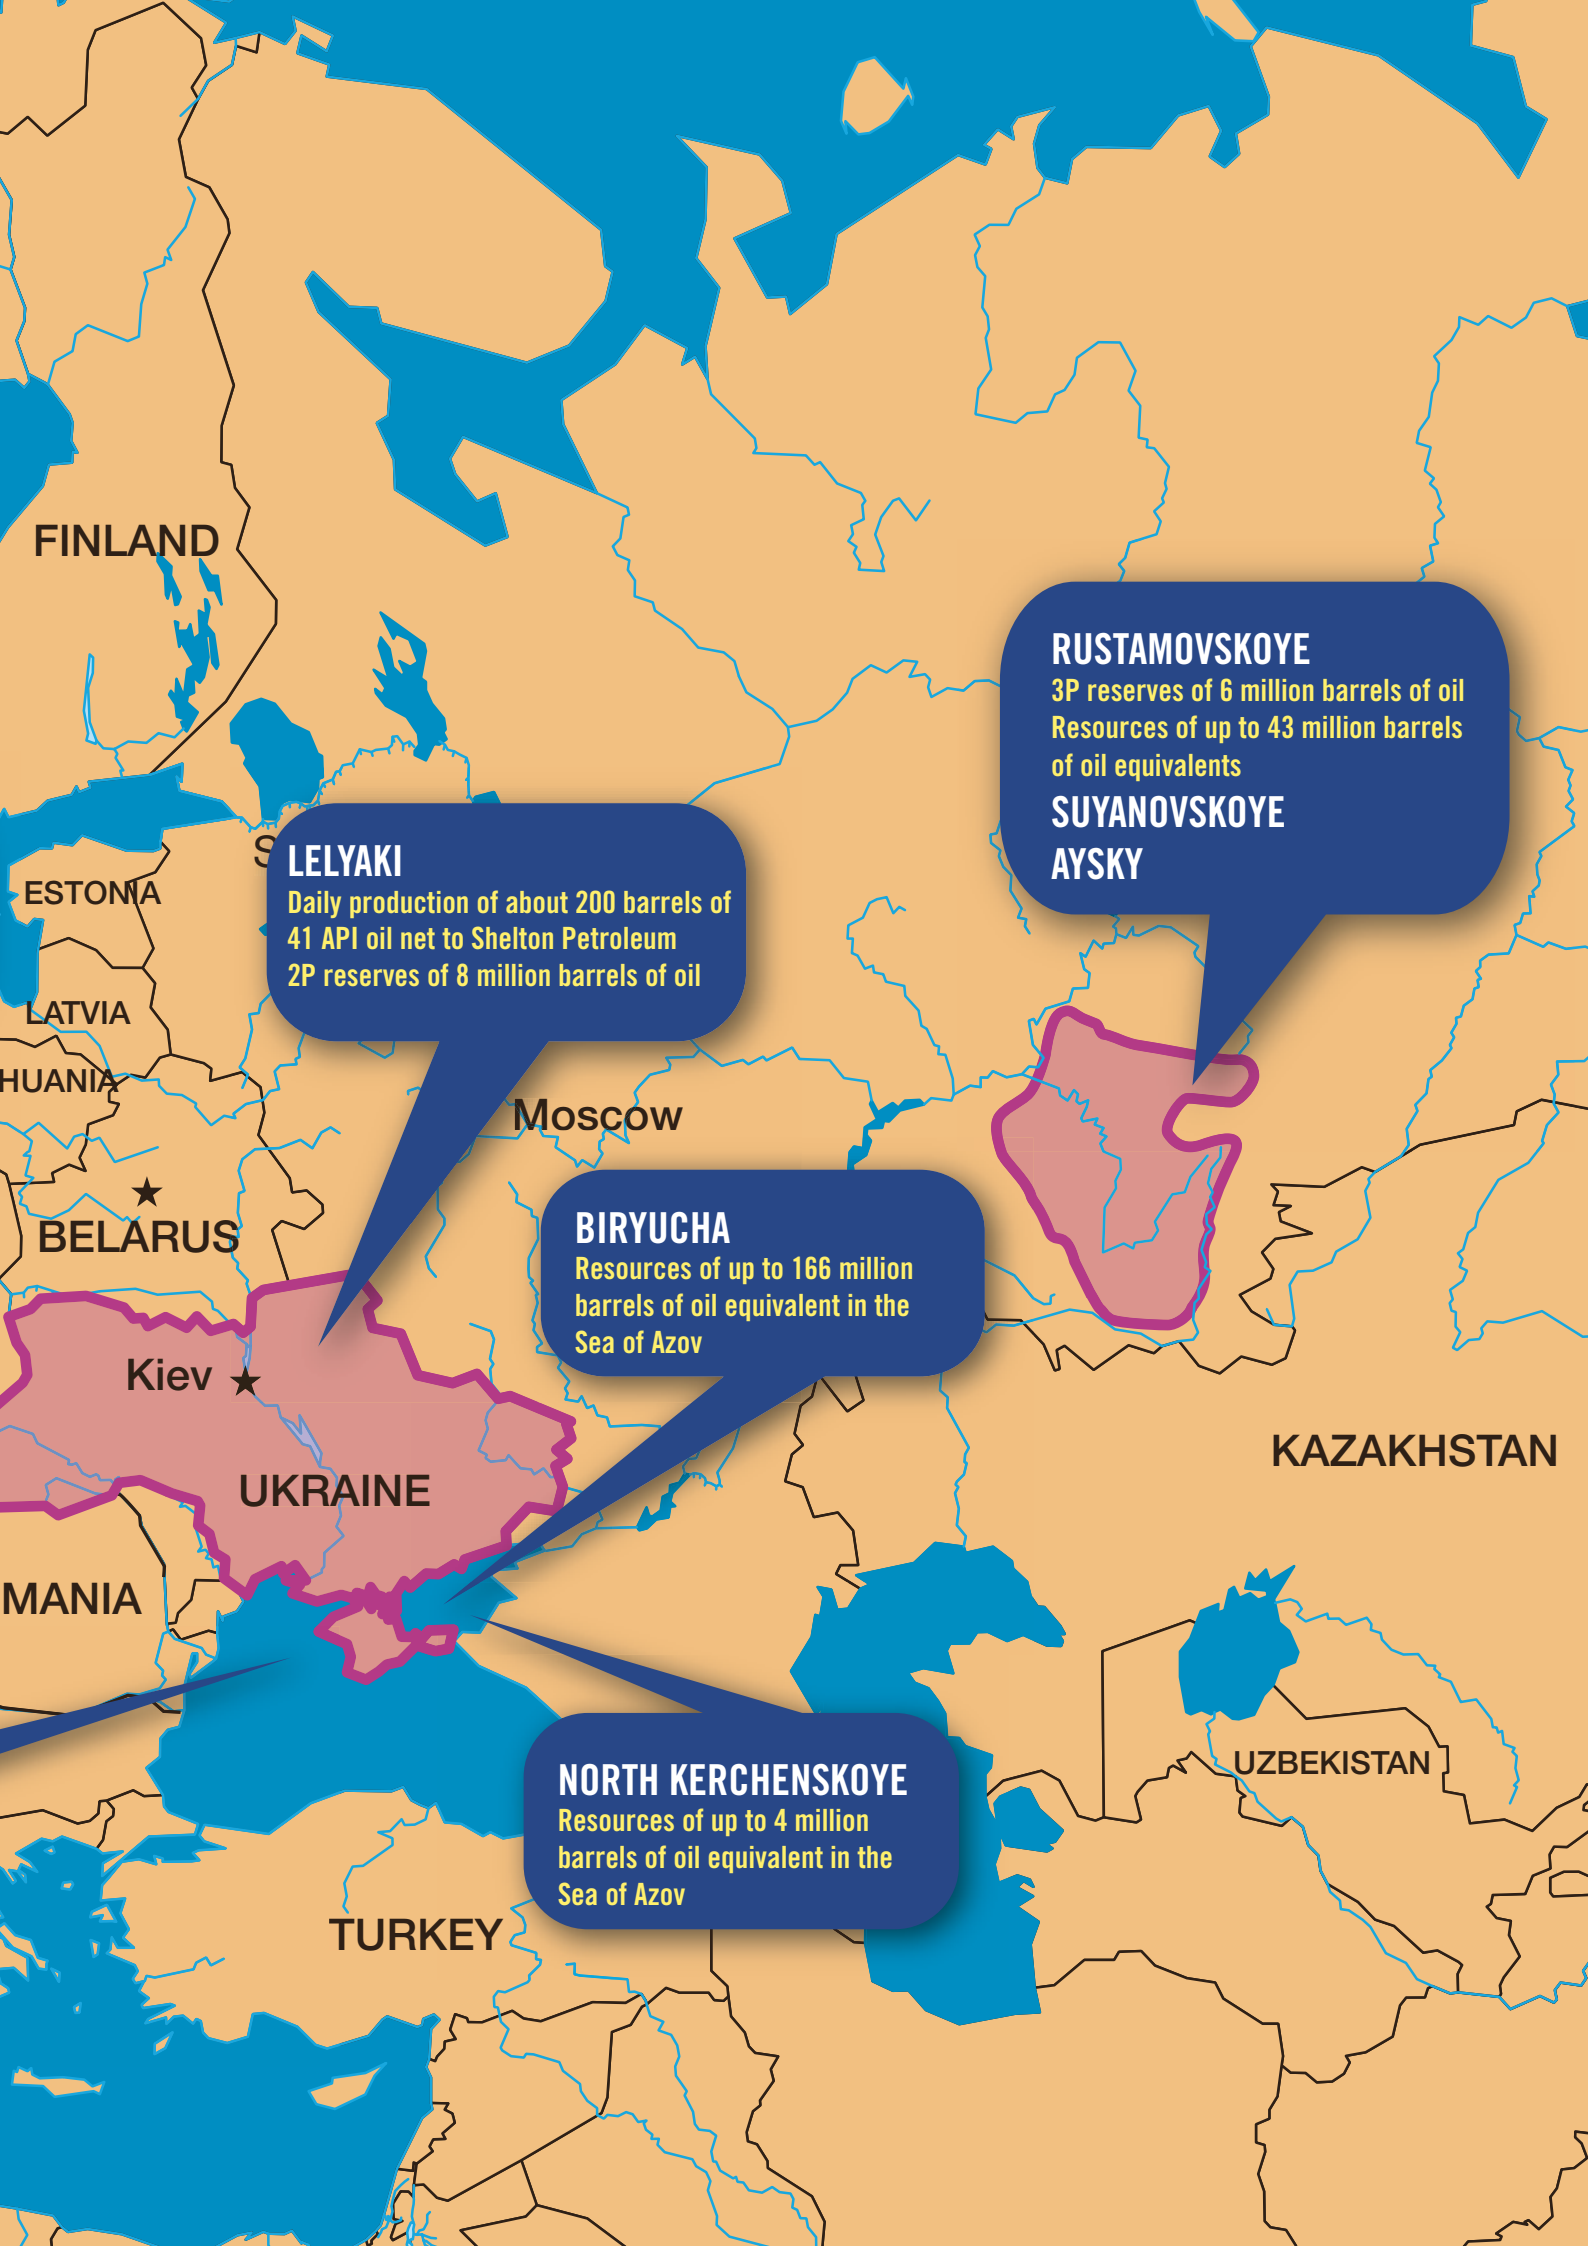 FINLAND
RUSTAMOVSKOYE
3P reserves of 6 million barrels of oil
Resources of up to 43 million barrels
of oil equivalents
SUYANOVSKOYE
AYSKY
S
LELYAKI
Daily production of about 200 barrels of
41 API oil net to Shelton Petroleum
2P reserves of 8 million barrels of oil
ESTONIA
LATVIA
HUANIA
Moscow
BELARUS
BIRYUCHA
Resources of up to 166 million
barrels of oil equivalent in the
Sea of Azov
Kiev
UKRAINE
KAZAKHSTAN
MANIA
NORTH KERCHENSKOYE
Resources of up to 4 million
barrels of oil equivalent in the
Sea of Azov
UZBEKISTAN
TURKEY